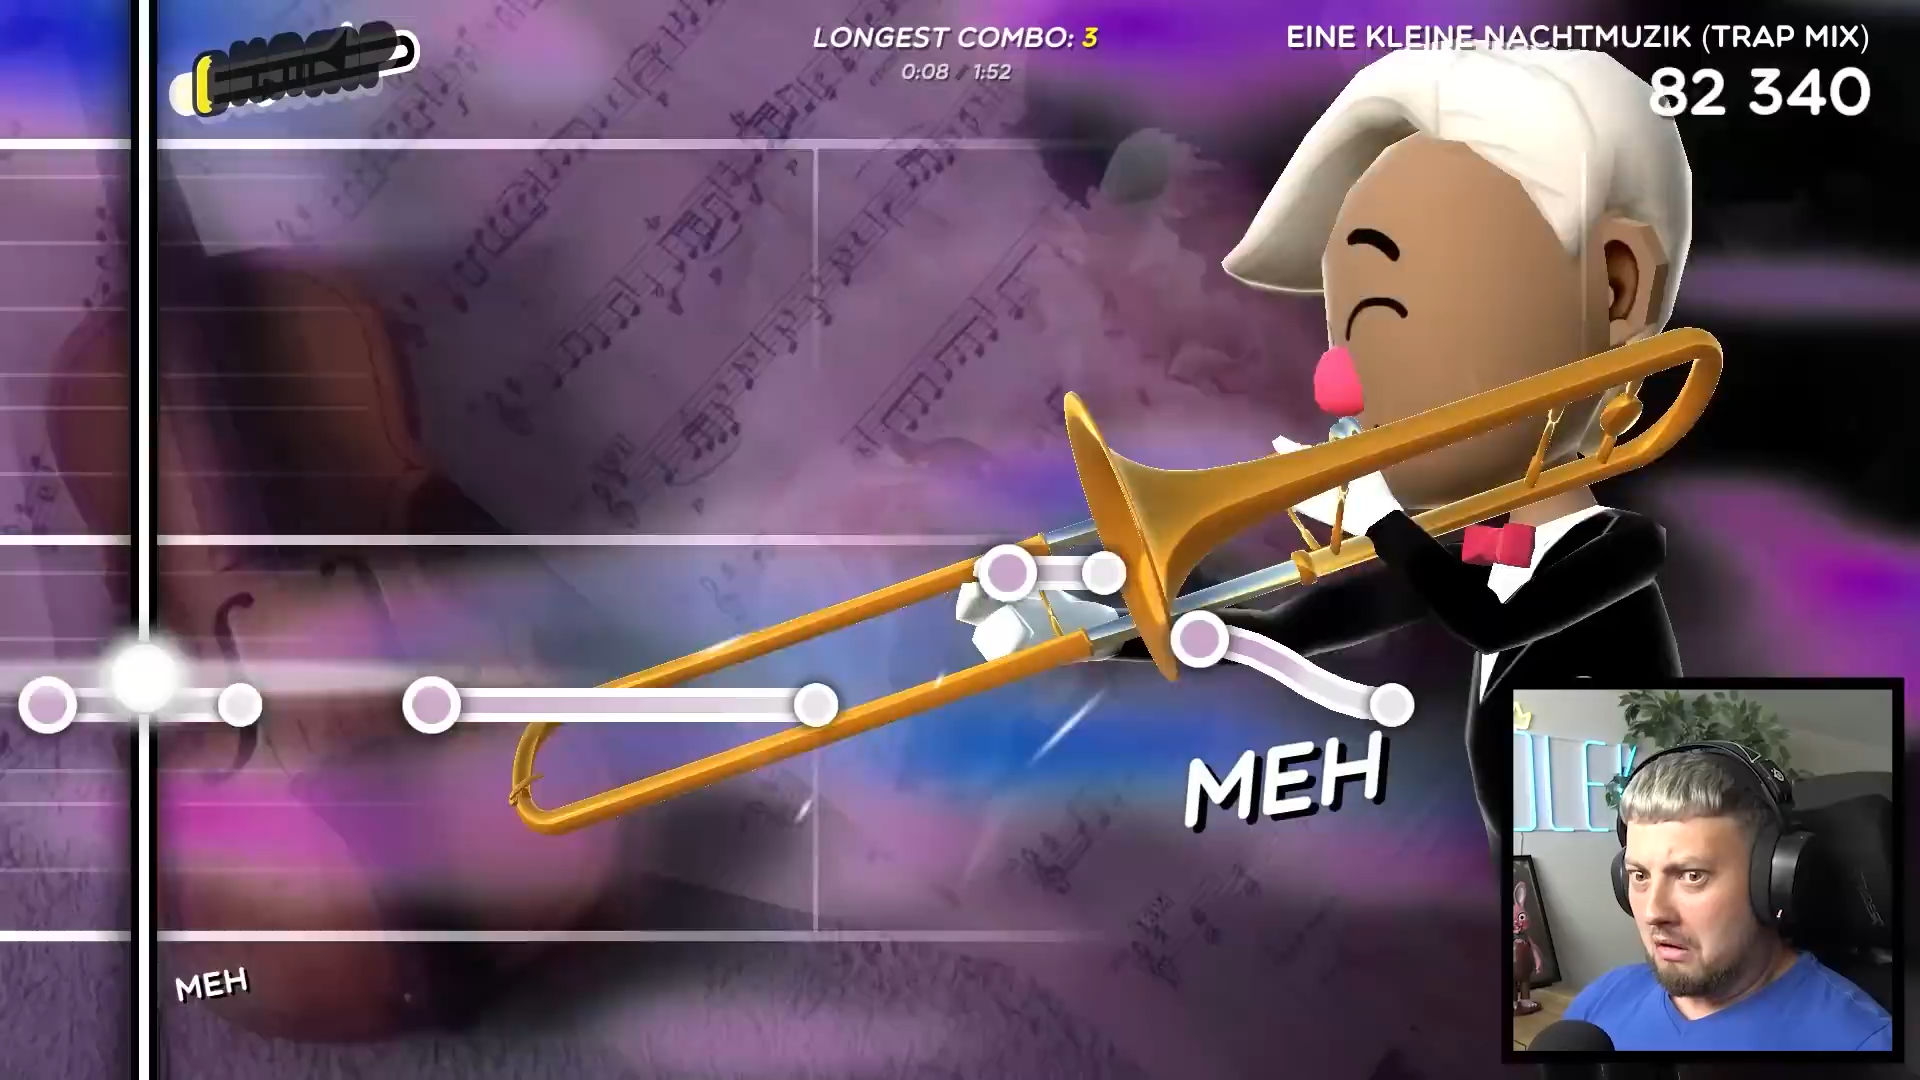 LONGEST COMBO: 3
0:08 / 1:52
EINE KLEINE NACHTMUZIK (TRAP MIX)
82 340
MEH
MEH